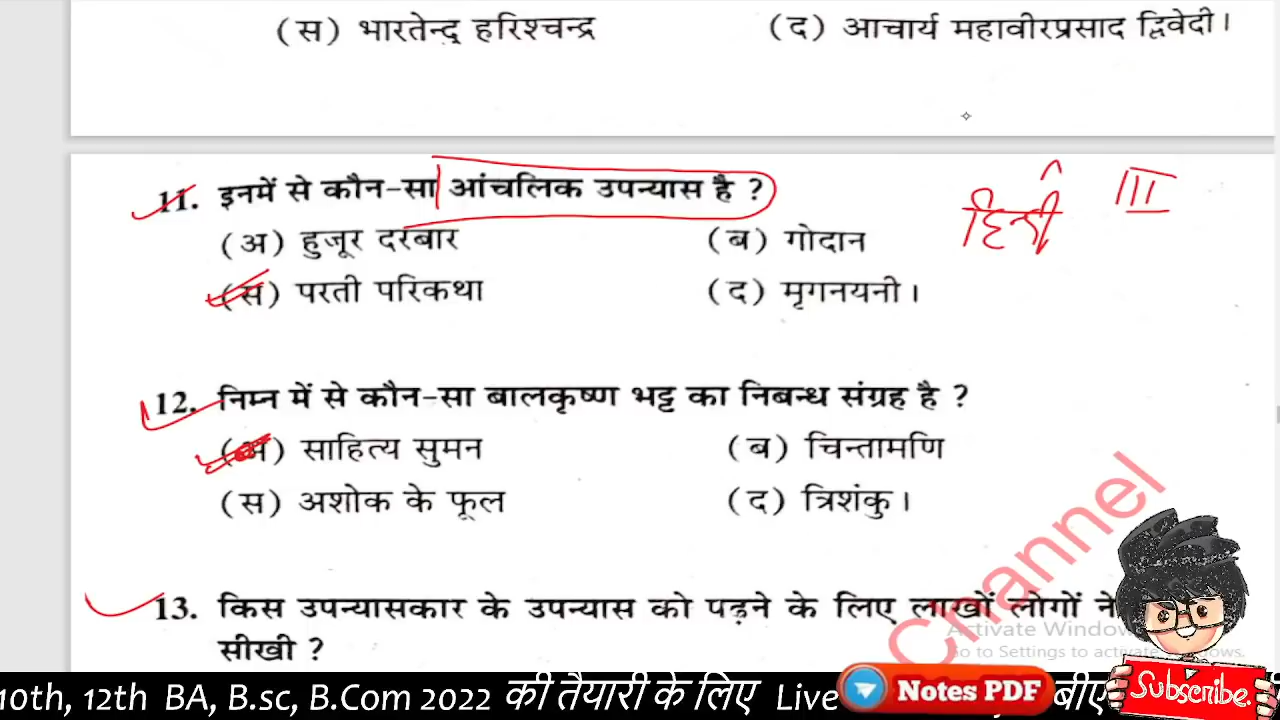 (स) भारतेन्दु हरिश्चन्द्र (द) आचार्य महावीरप्रसाद द्विवेदी।
11. इनमें से कौन-सा आंचलिक उपन्यास है ?
हिन्दी III
(अ) हुजूर दरबार (ब) गोदान
(स) परती परिकथा (द) मृगनयनी।
12. निम्न में से कौन-सा बालकृष्ण भट्ट का निबन्ध संग्रह है ?
(अ) साहित्य सुमन (ब) चिन्तामणि
(स) अशोक के फूल (द) त्रिशंकु।
Channel
13. किस उपन्यासकार के उपन्यास को पढ़ने के लिए लाखों लोगों ने
सीखी ?
Activate Window
Go to Settings to activate Windows.
10th, 12th BA, B.sc, B.Com 2022 की तैयारी के लिए Live
Notes PDF
बीए
Subscribe.